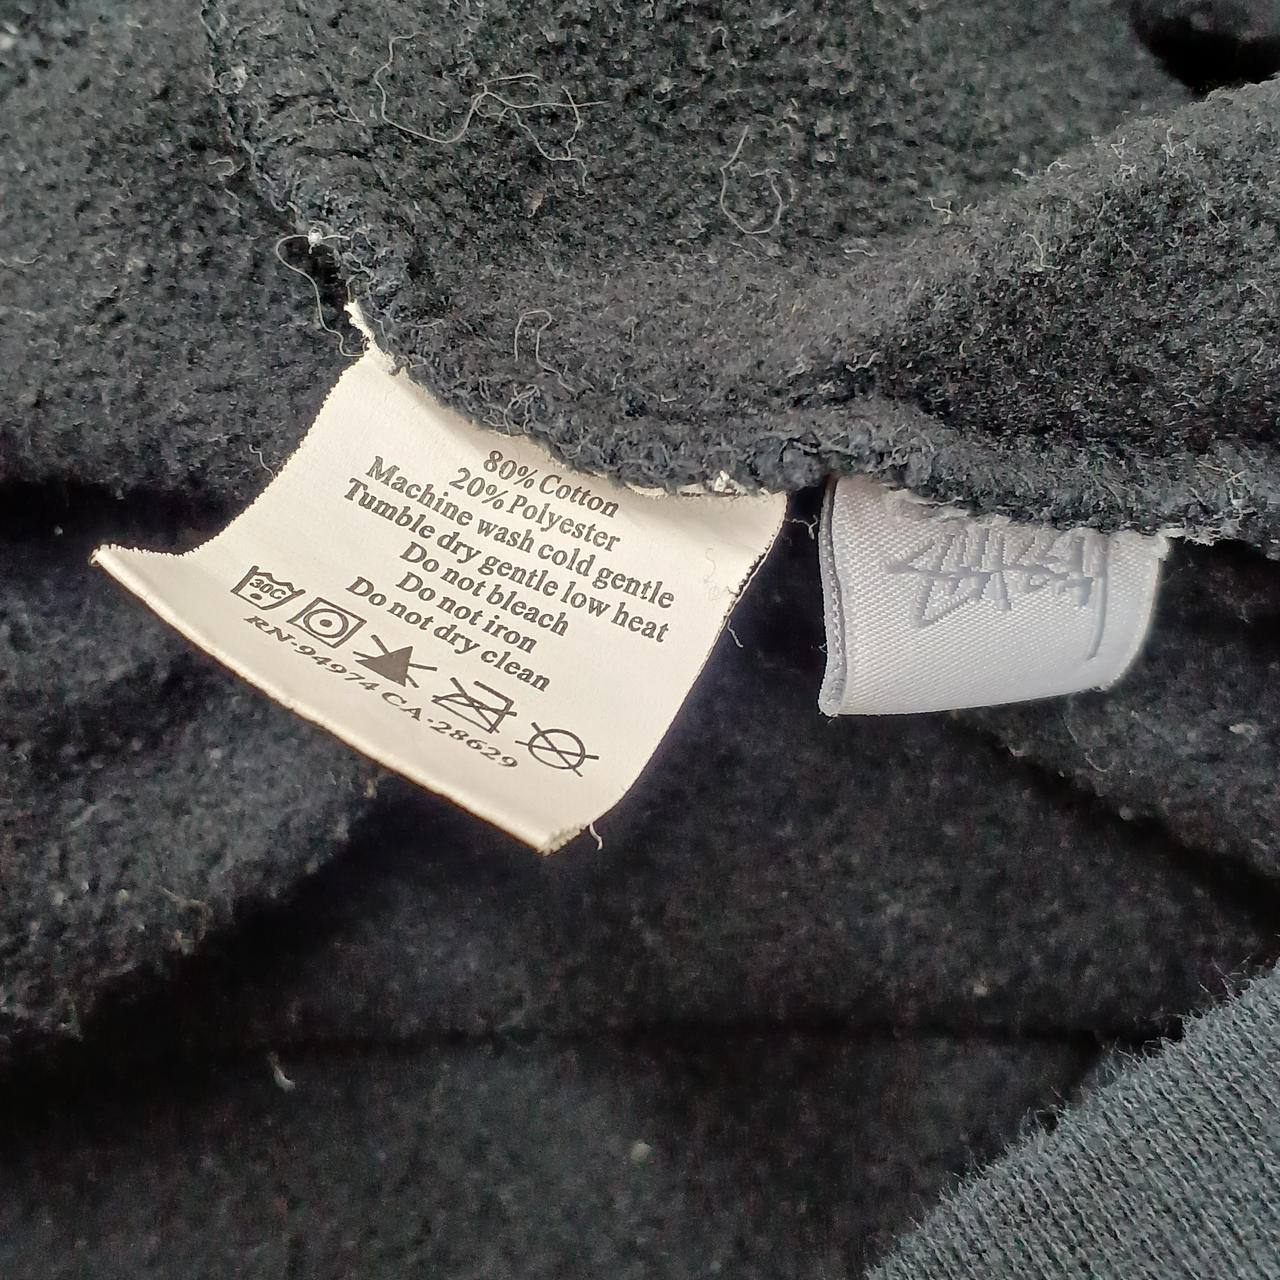 80% Cotton
20% Polyester
Machine wash cold gentle
Tumble dry gentle low heat
Do not bleach
Do not iron
Do not dry clean
30C
RN-94974 CA-28629